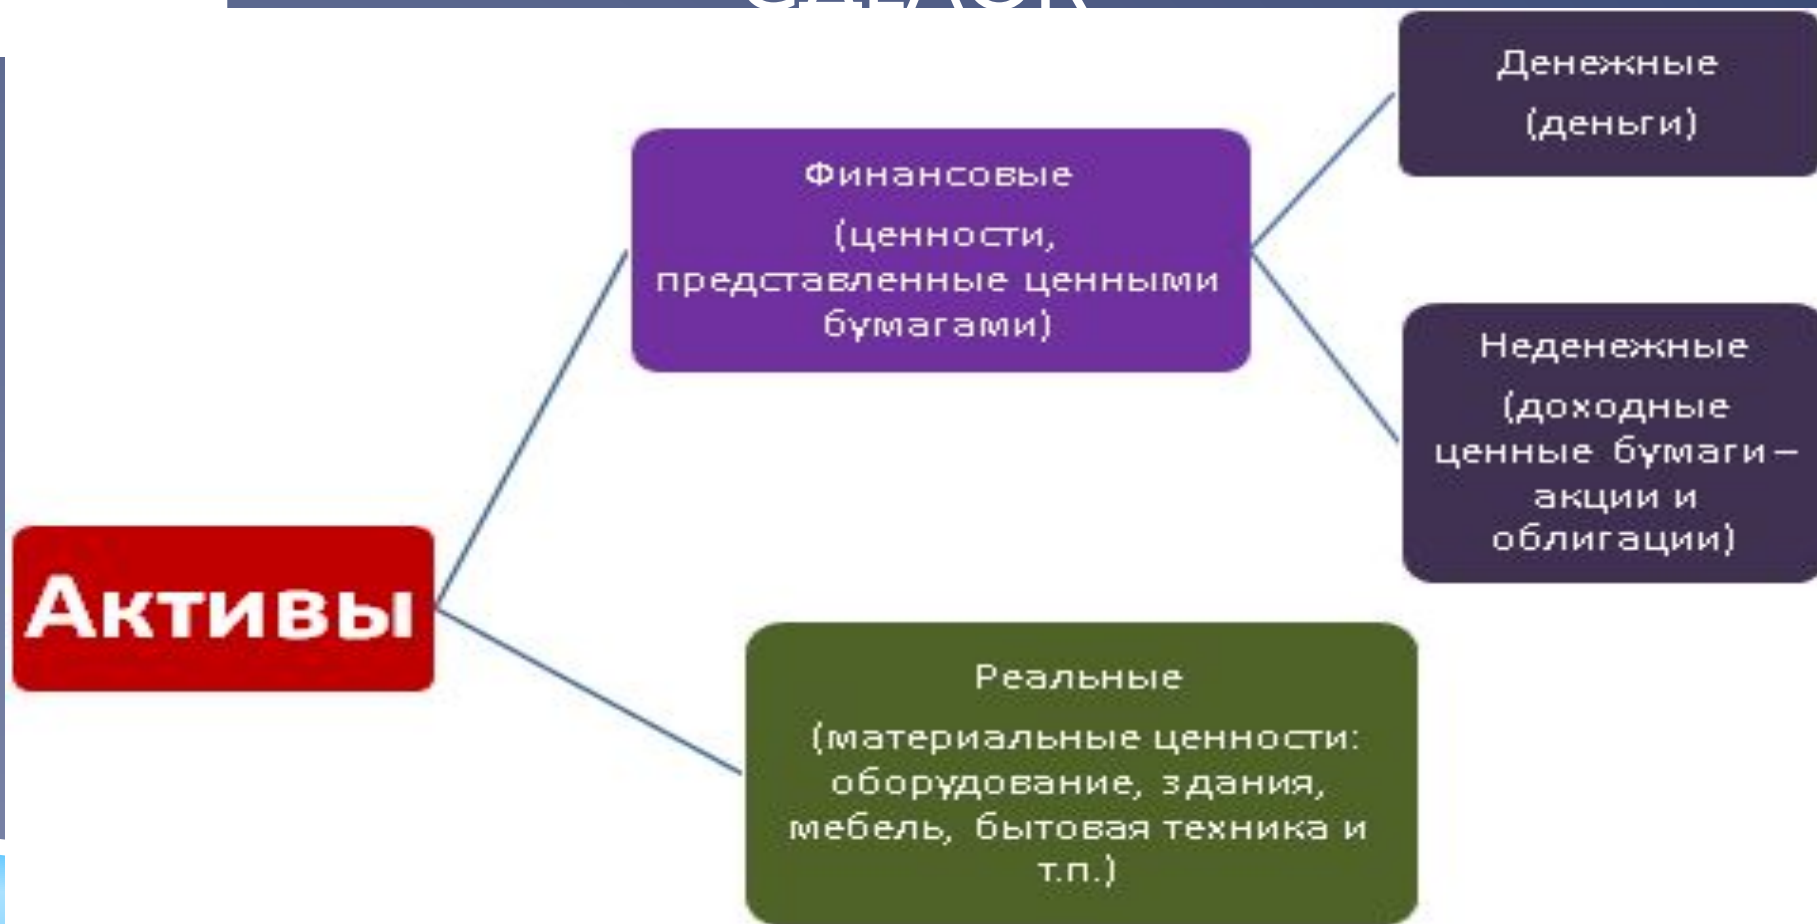 Денежные
(деньги)
Финансовые
(ценности,
представленные ценными
бумагами)
Неденежные
(доходные
ценные бумаги –
акции и
облигации)
Активы
Реальные
(материальные ценности:
оборудование, здания,
мебель, бытовая техника и
т.п.)